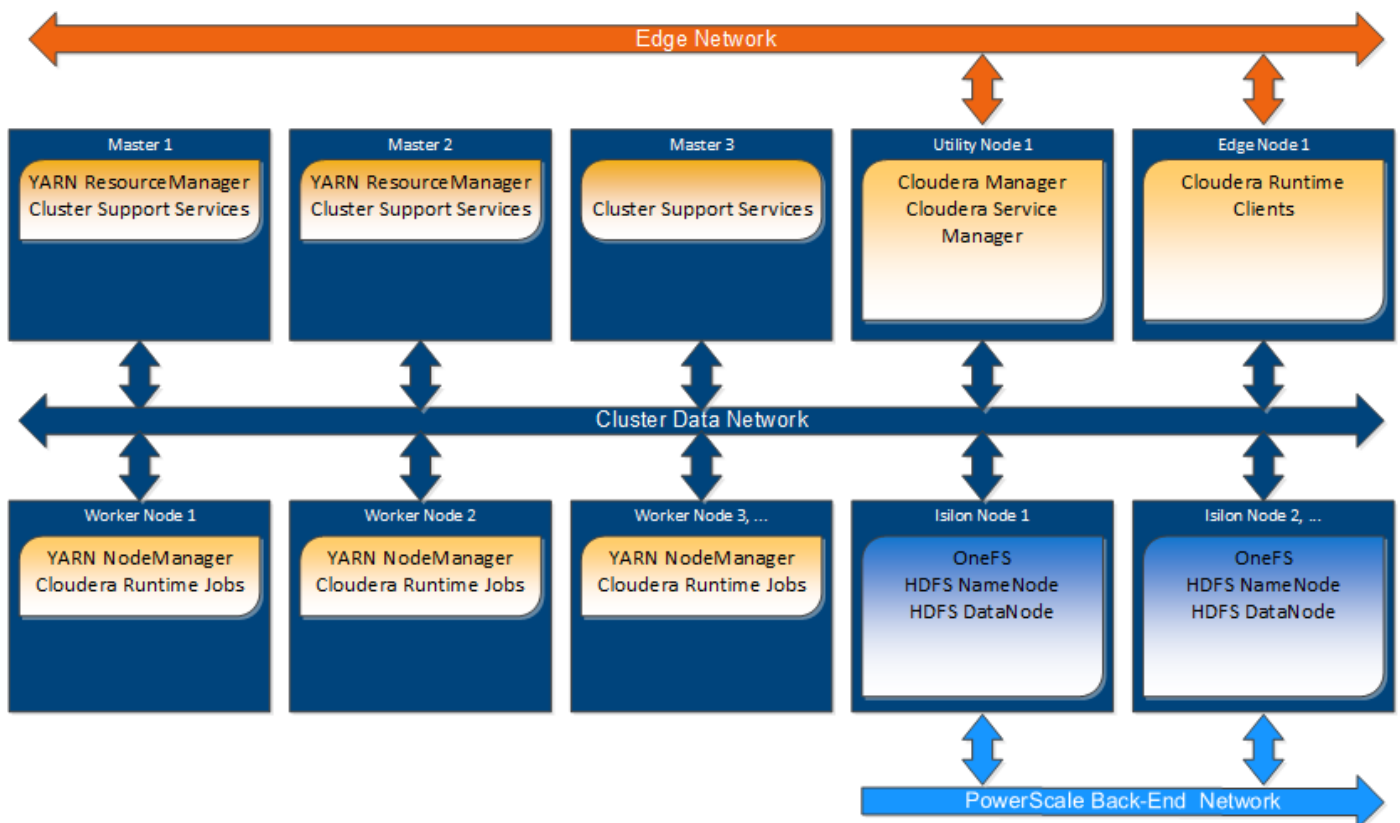 Edge Network
Master 1
YARN ResourceManager
Cluster Support Services
Master 2
YARN ResourceManager
Cluster Support Services
Master 3
Cluster Support Services
Utility Node 1
Cloudera Manager
Cloudera Service
Manager
Edge Node 1
Cloudera Runtime
Clients
Cluster Data Network
Worker Node 1
YARN NodeManager
Cloudera Runtime Jobs
Worker Node 2
YARN NodeManager
Cloudera Runtime Jobs
Worker Node 3, ...
YARN NodeManager
Cloudera Runtime Jobs
Isilon Node 1
OneFS
HDFS NameNode
HDFS DataNode
Isilon Node 2, ...
OneFS
HDFS NameNode
HDFS DataNode
PowerScale Back-End Network